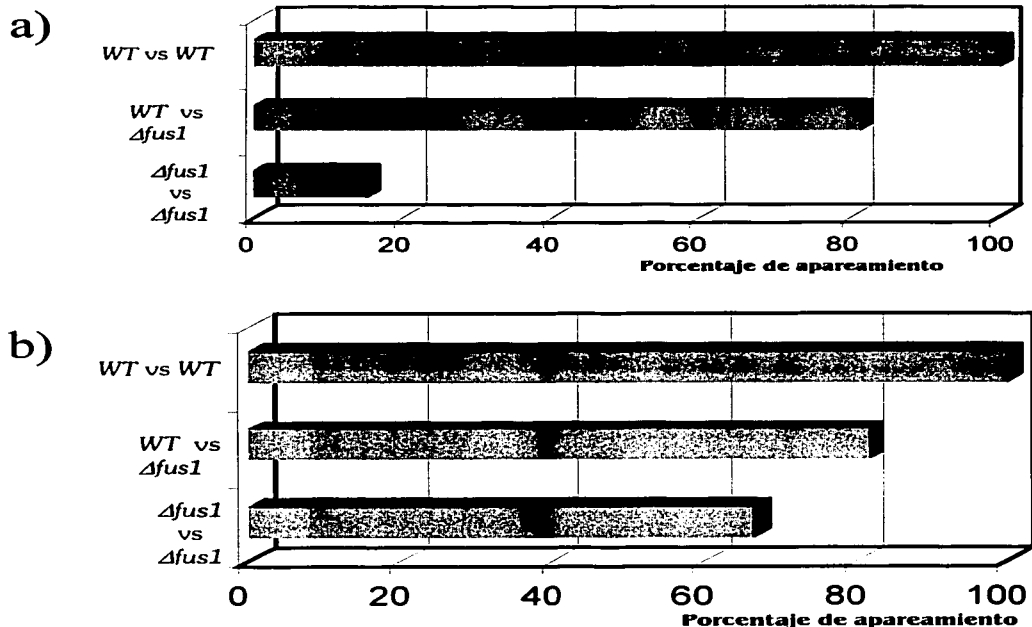 a)
WT vs WT
WT vs
Δfus1
Δfus1
vs
Δfus1
0 20 40 60 80 100
Porcentaje de apareamiento
b)
WT vs WT
WT vs
Δfus1
Δfus1
vs
Δfus1
0 20 40 60 80 100
Porcentaje de apareamiento